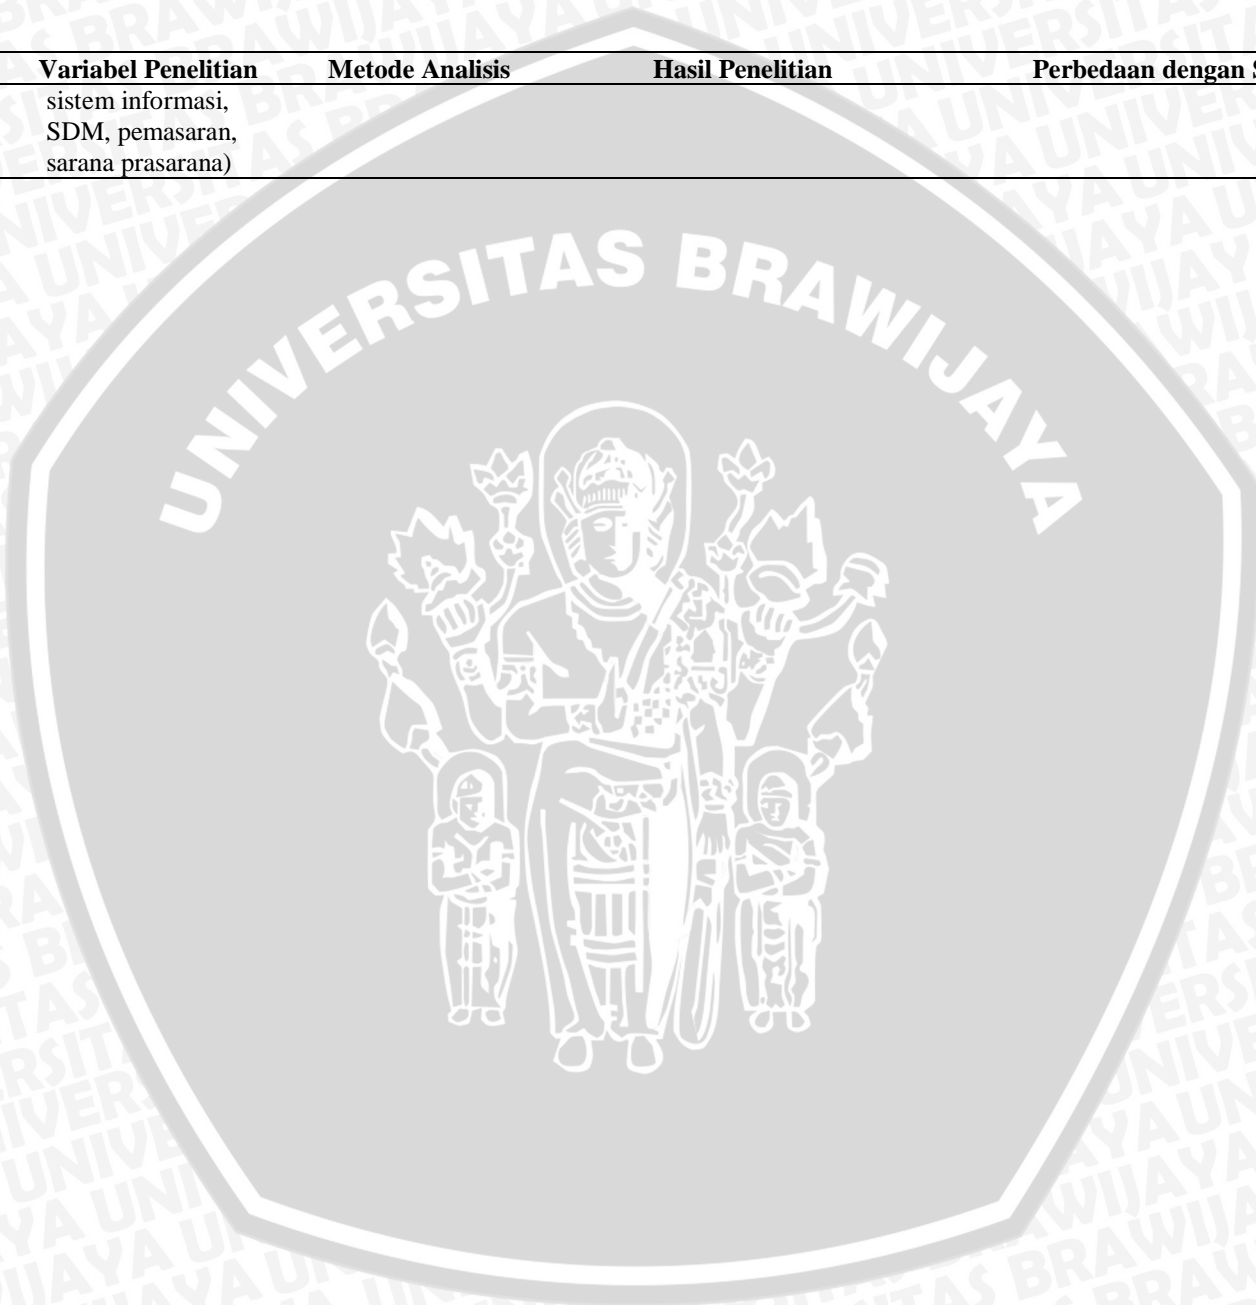 Variabel Penelitian Metode Analisis Hasil Penelitian Perbedaan dengan
sistem informasi,
SDM, pemasaran,
sarana prasarana)
UNIVERSITAS BRAWIJAYA